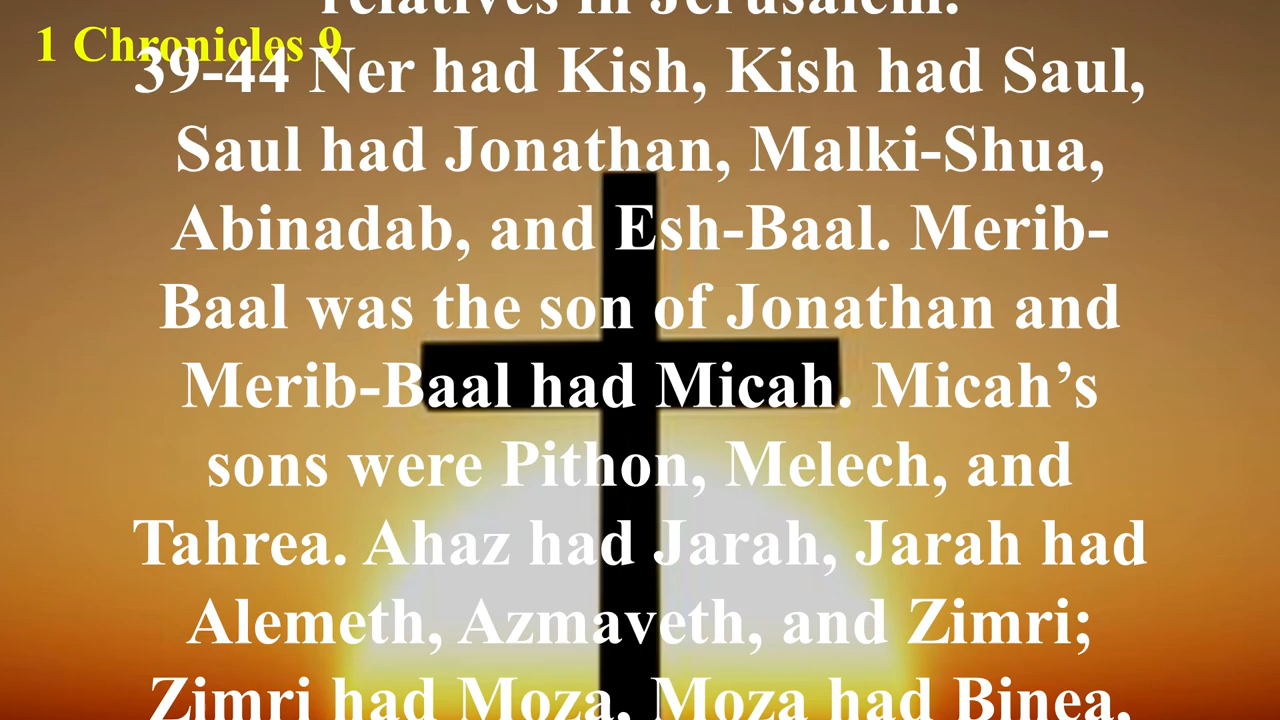 relatives in Jerusalem.
1 Chronicles 9
39-44 Ner had Kish, Kish had Saul,
Saul had Jonathan, Malki-Shua,
Abinadab, and Esh-Baal. Merib-
Baal was the son of Jonathan and
Merib-Baal had Micah. Micah’s
sons were Pithon, Melech, and
Tahrea. Ahaz had Jarah, Jarah had
Alemeth, Azmaveth, and Zimri;
Zimri had Moza, Moza had Binea,